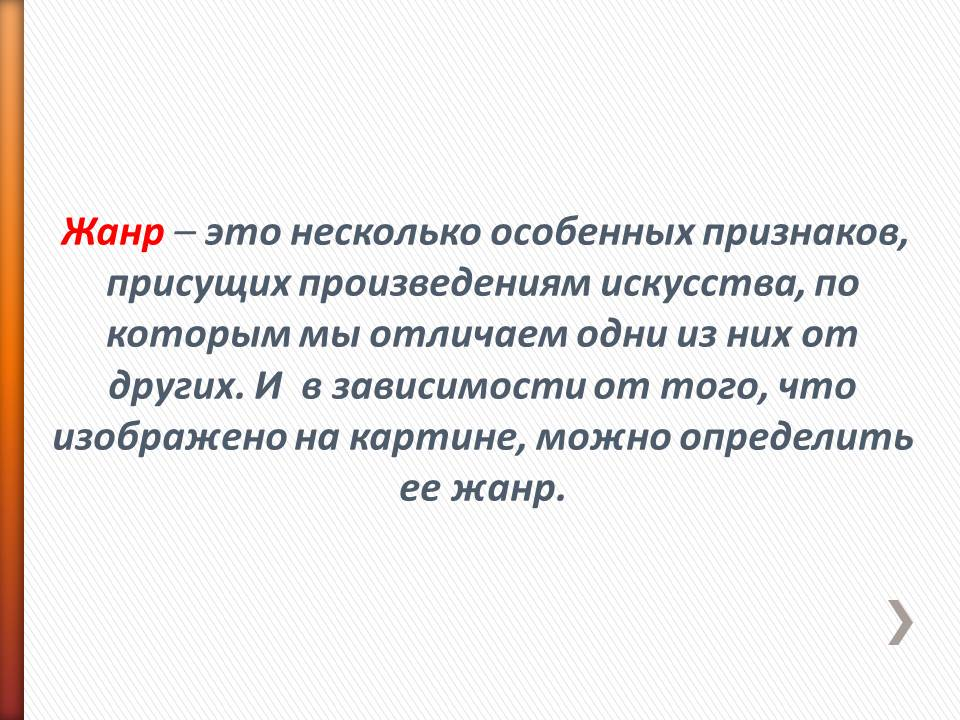 Жанр – это несколько особенных признаков,
присущих произведениям искусства, по
которым мы отличаем одни из них от
других. И  в зависимости от того, что
изображено на картине, можно определить
ее жанр.